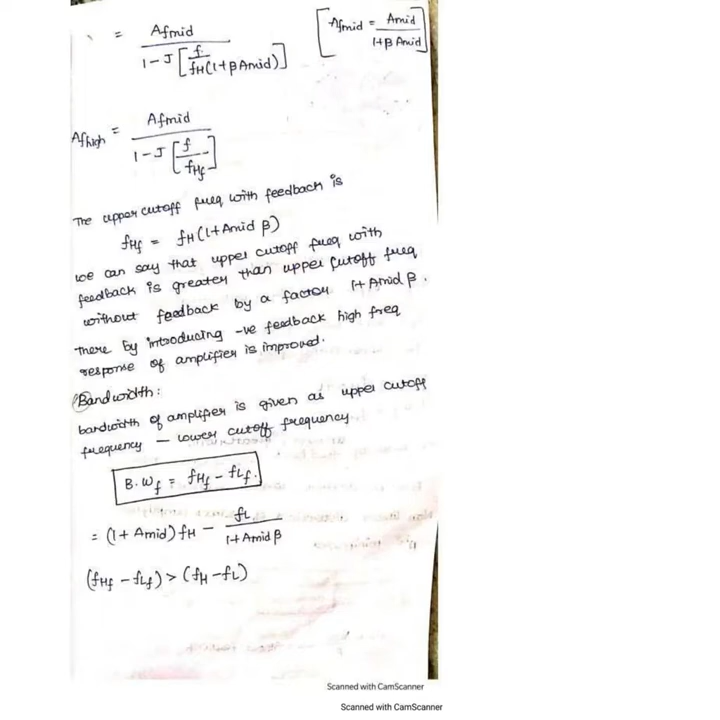 = Afmid / 1 - J [f / fH(1+βAmid)] [Afmid = Amid / 1+β Amid]
Afhigh = Afmid / 1 - J [f / fHf]
The upper cutoff freq with feedback is
fHf = fH(1+Amid β)
we can say that upper cutoff freq with
feedback is greater than upper cutoff freq
without feedback by a factor 1+ Amid β.
there by introducing -ve feedback high freq
response of amplifier is improved.
Bandwidth:
bandwidth of amplifier is given as upper cutoff
frequency - lower cutoff frequency
B.Wf = fHf - fLf.
= (1 + Amid) fH - fL / 1+ Amid β
(fHf - fLf) > (fH - fL)
Scanned with CamScanner
Scanned with CamScanner